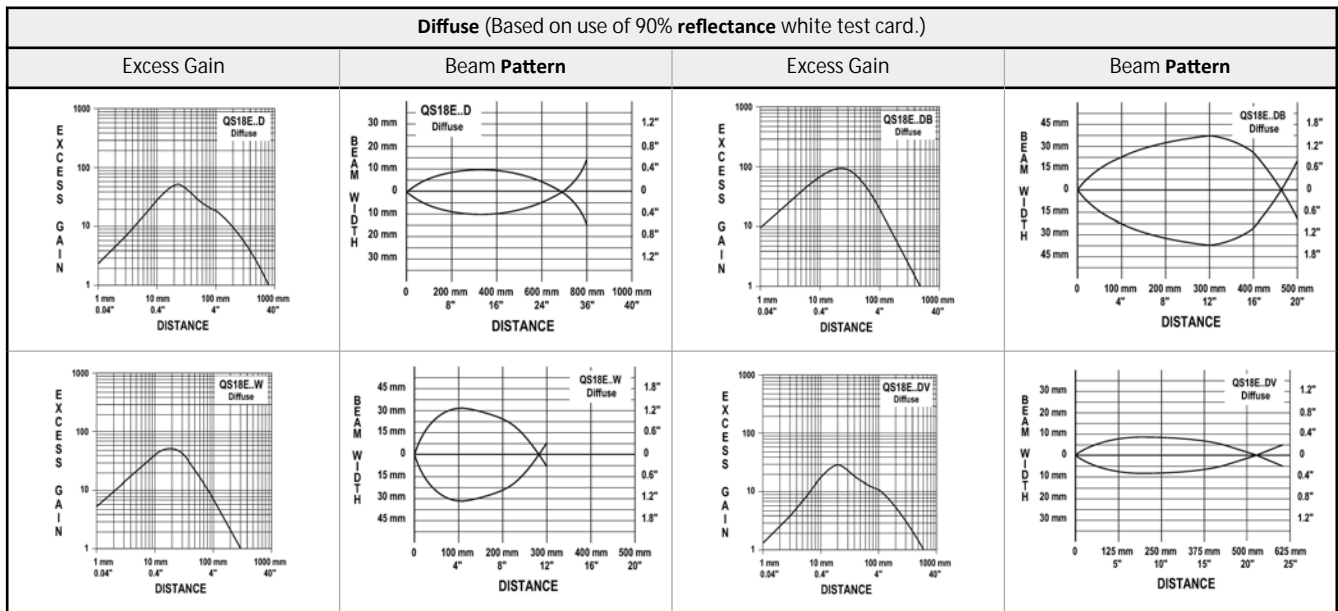 Diffuse (Based on use of 90% reflectance white test card.)
Excess Gain
Beam Pattern
Excess Gain
Beam Pattern
EXCESS GAIN
1000
100
10
1
QS18E..D
Diffuse
1 mm 10 mm 100 mm 1000 mm
0.04" 0.4" 4" 40"
DISTANCE
BEAM WIDTH
30 mm
20 mm
10 mm
0
10 mm
20 mm
30 mm
QS18E..D
Diffuse
1.2"
0.8"
0.4"
0
0.4"
0.8"
1.2"
0 200 mm 400 mm 600 mm 800 mm 1000 mm
8" 16" 24" 36" 40"
DISTANCE
EXCESS GAIN
1000
100
10
1
QS18E..DB
Diffuse
1 mm 10 mm 100 mm 1000 mm
0.04" 0.4" 4" 40"
DISTANCE
BEAM WIDTH
45 mm
30 mm
15 mm
0
15 mm
30 mm
45 mm
QS18E..DB
Diffuse
1.8"
1.2"
0.6"
0
0.6"
1.2"
1.8"
0 100 mm 200 mm 300 mm 400 mm 500 mm
4" 8" 12" 16" 20"
DISTANCE
EXCESS GAIN
1000
100
10
1
QS18E..W
Diffuse
1 mm 10 mm 100 mm 1000 mm
0.04" 0.4" 4" 40"
DISTANCE
BEAM WIDTH
45 mm
30 mm
15 mm
0
15 mm
30 mm
45 mm
QS18E..W
Diffuse
1.8"
1.2"
0.6"
0
0.6"
1.2"
1.8"
0 100 mm 200 mm 300 mm 400 mm 500 mm
4" 8" 12" 16" 20"
DISTANCE
EXCESS GAIN
1000
100
10
1
QS18E..DV
Diffuse
1 mm 10 mm 100 mm 1000 mm
0.04" 0.4" 4" 40"
DISTANCE
BEAM WIDTH
30 mm
20 mm
10 mm
0
10 mm
20 mm
30 mm
QS18E..DV
Diffuse
1.2"
0.8"
0.4"
0
0.4"
0.8"
1.2"
0 125 mm 250 mm 375 mm 500 mm 625 mm
5" 10" 15" 20" 25"
DISTANCE